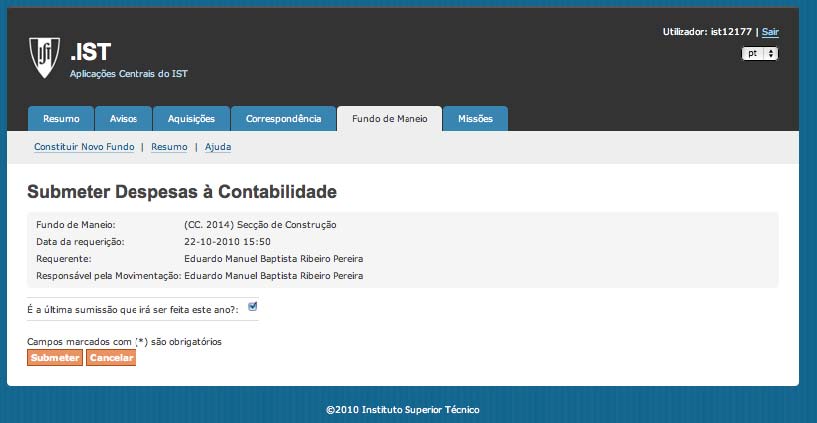 Utilizador: ist12177 | Sair
pt
.IST
Aplicações Centrais do IST
Resumo Avisos Aquisições Correspondência Fundo de Maneio Missões
Constituir Novo Fundo | Resumo | Ajuda
Submeter Despesas à Contabilidade
Fundo de Maneio: (CC. 2014) Secção de Construção
Data da requerição: 22-10-2010 15:50
Requerente: Eduardo Manuel Baptista Ribeiro Pereira
Responsável pela Movimentação: Eduardo Manuel Baptista Ribeiro Pereira
É a última sumissão que irá ser feita este ano?:
Campos marcados com (*) são obrigatórios
Submeter Cancelar
©2010 Instituto Superior Técnico